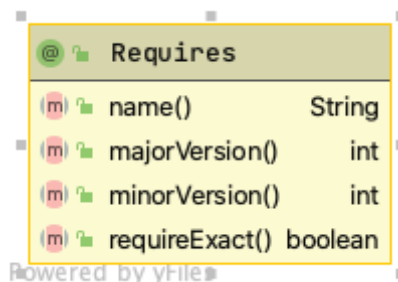 @ Requires
m name() String
m majorVersion() int
m minorVersion() int
m requireExact() boolean
Powered by yFiles